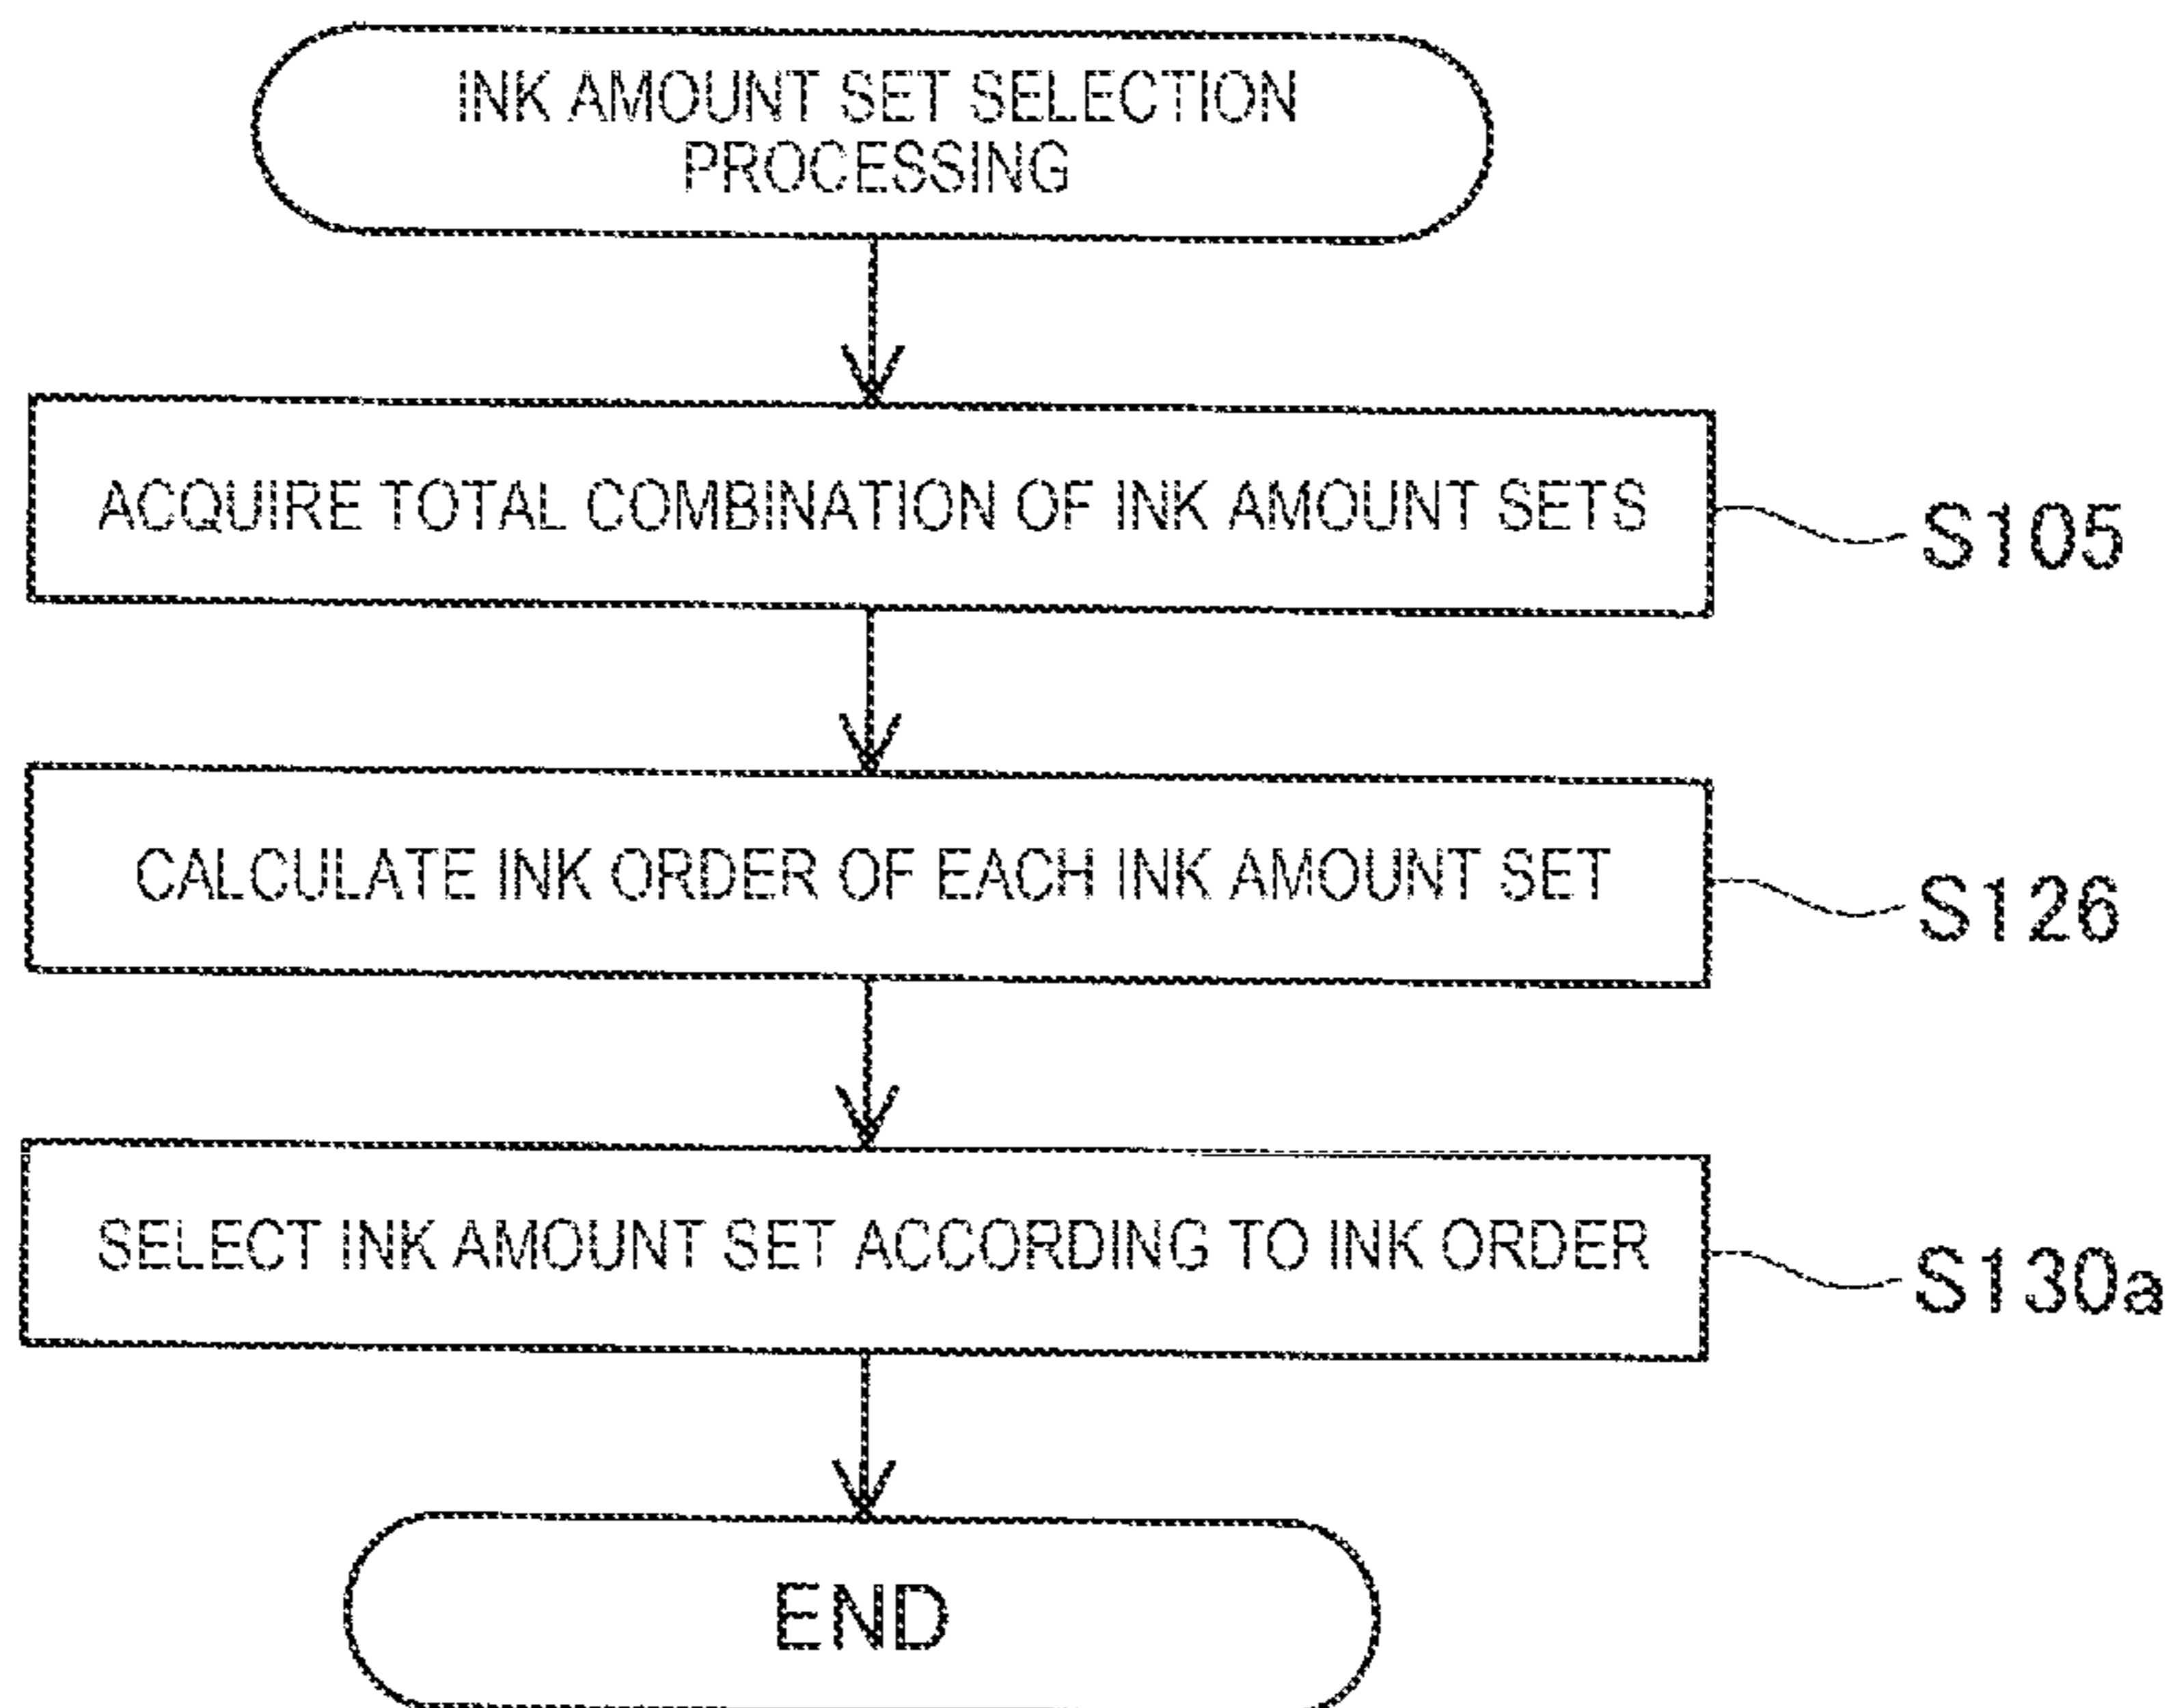 INK AMOUNT SET SELECTION
PROCESSING
ACQUIRE TOTAL COMBINATION OF INK AMOUNT SETS
S105
CALCULATE INK ORDER OF EACH INK AMOUNT SET
S126
SELECT INK AMOUNT SET ACCORDING TO INK ORDER
S130a
END